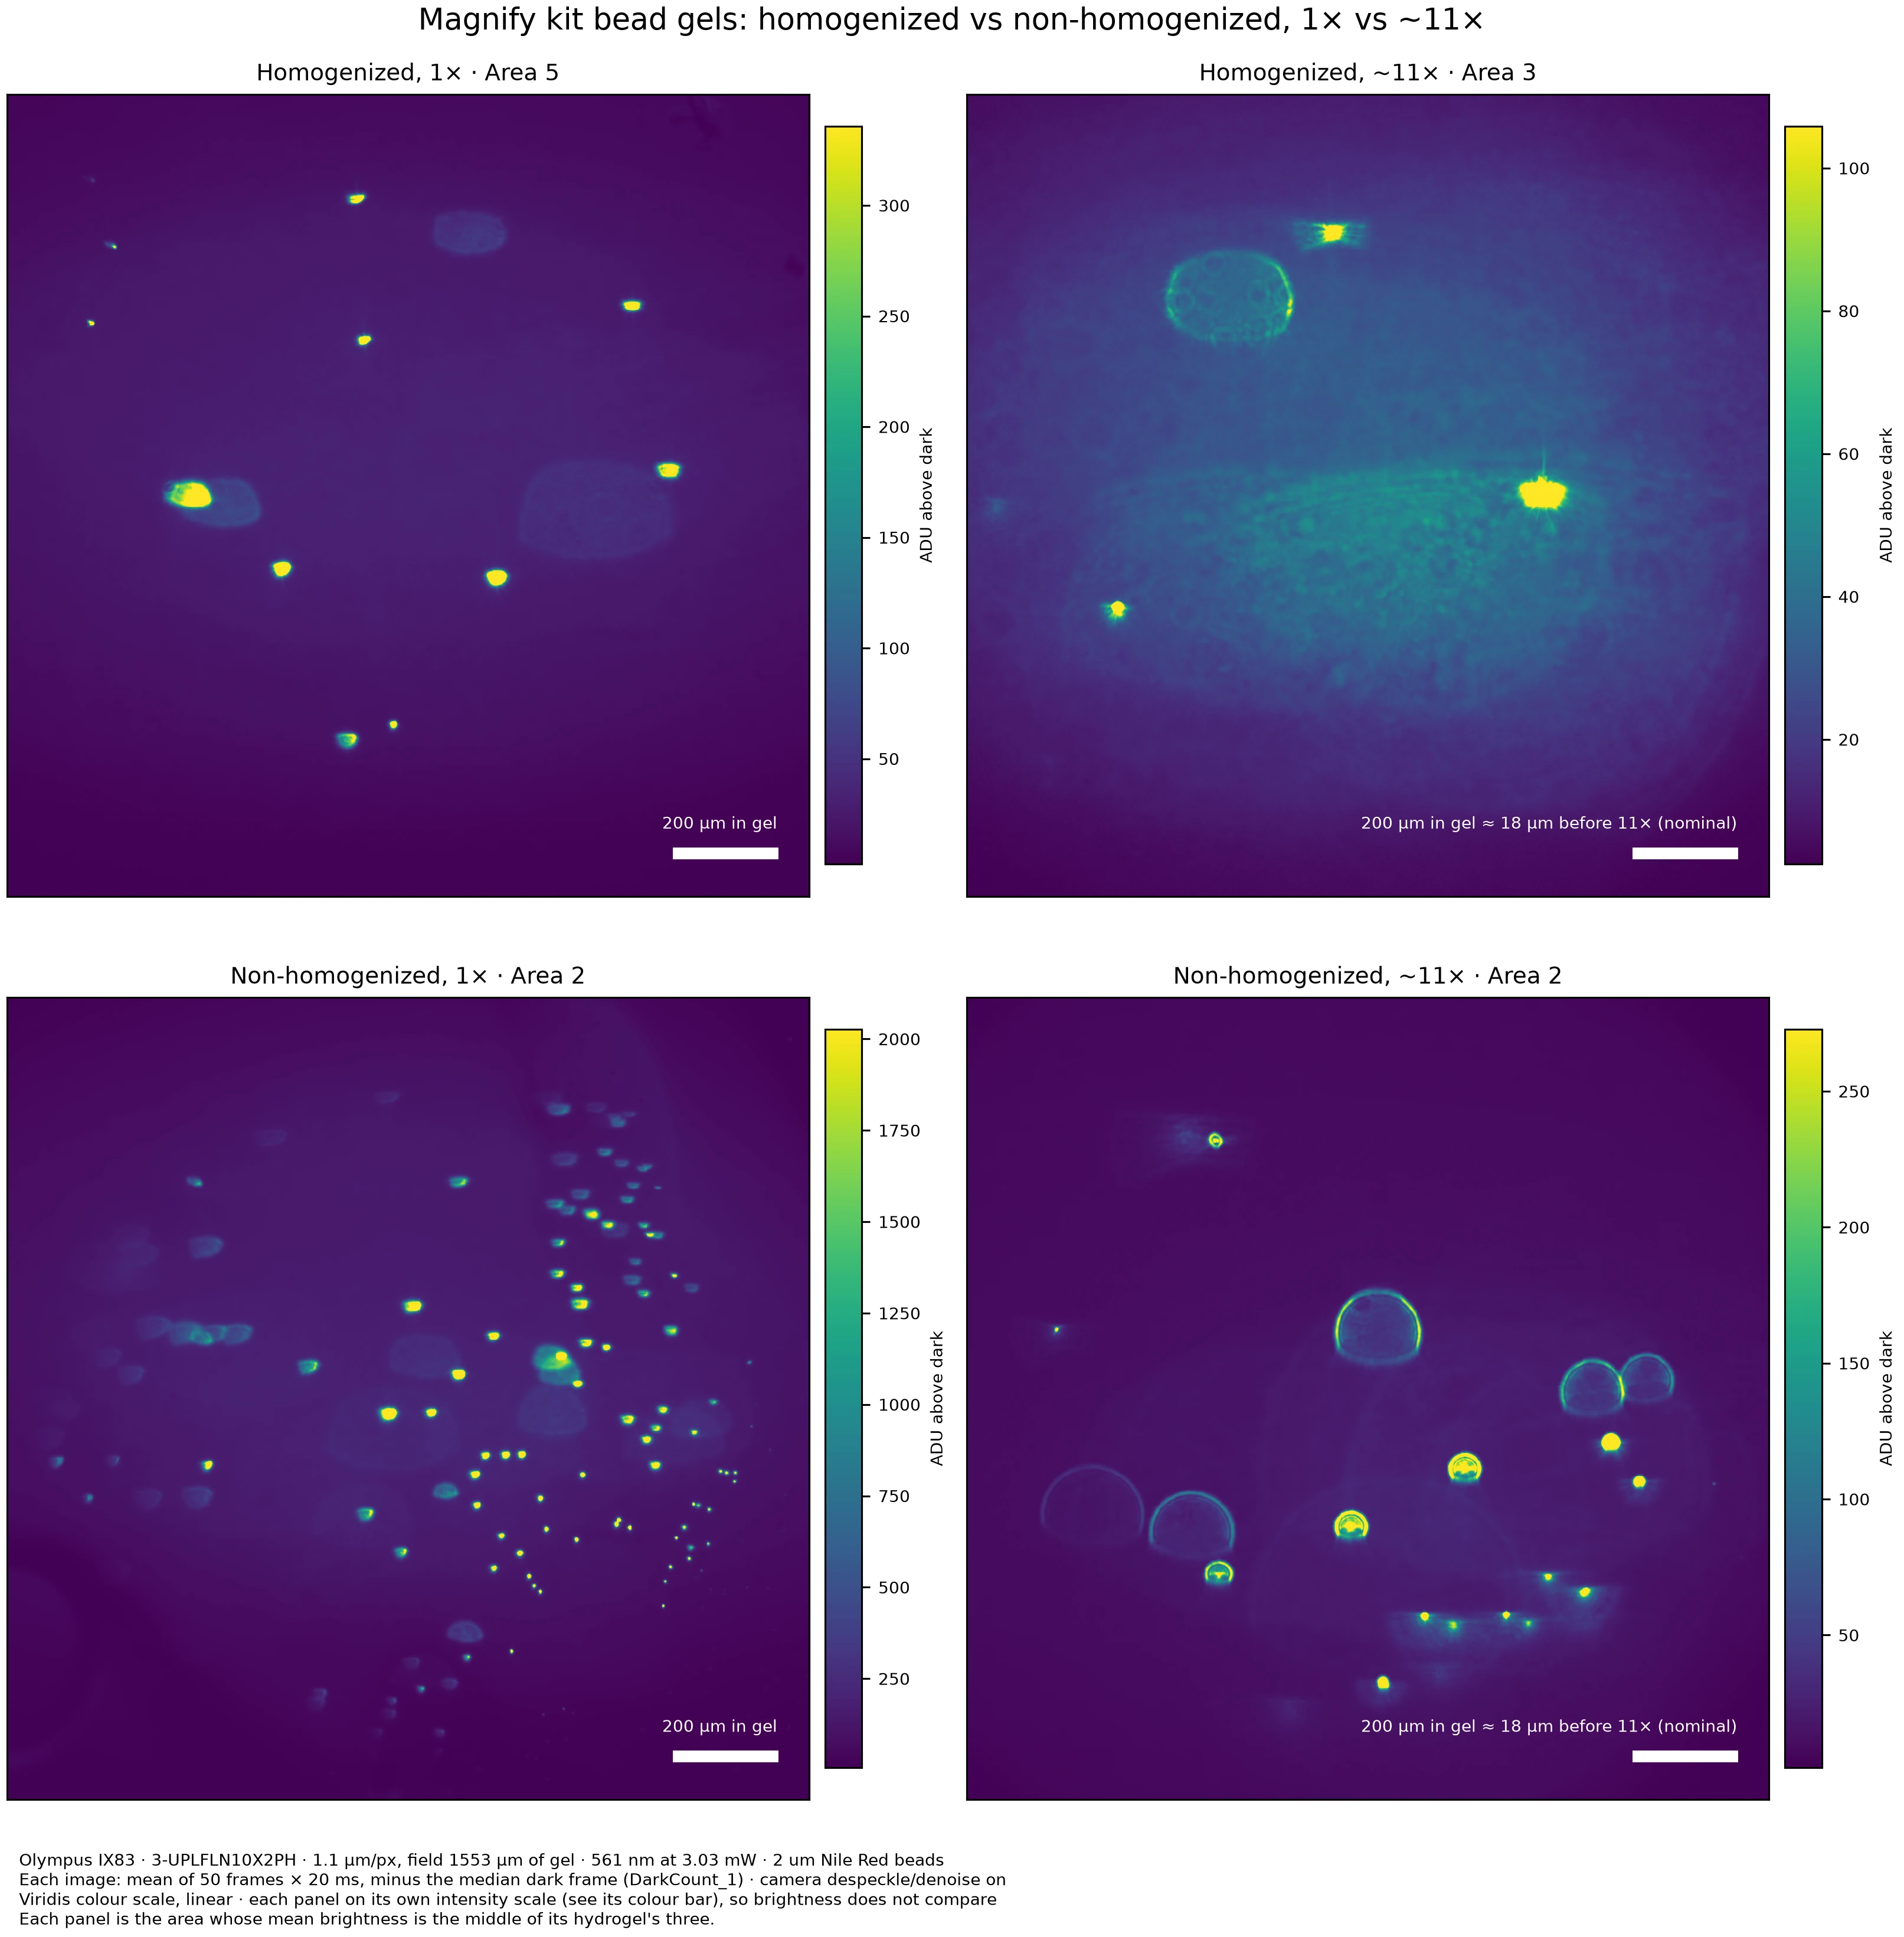 Magnify kit bead gels: homogenized vs non-homogenized, 1× vs ~11×
Homogenized, 1× · Area 5
Homogenized, ~11× · Area 3
300
250
200
150
100
50
ADU above dark
200 µm in gel
100
80
60
40
20
ADU above dark
200 µm in gel ≈ 18 µm before 11× (nominal)
Non-homogenized, 1× · Area 2
Non-homogenized, ~11× · Area 2
2000
1750
1500
1250
1000
750
500
250
ADU above dark
200 µm in gel
250
200
150
100
50
ADU above dark
200 µm in gel ≈ 18 µm before 11× (nominal)
Olympus IX83 · 3-UPLFLN10X2PH · 1.1 µm/px, field 1553 µm of gel · 561 nm at 3.03 mW · 2 um Nile Red beads
Each image: mean of 50 frames × 20 ms, minus the median dark frame (DarkCount_1) · camera despeckle/denoise on
Viridis colour scale, linear · each panel on its own intensity scale (see its colour bar), so brightness does not compare
Each panel is the area whose mean brightness is the middle of its hydrogel's three.